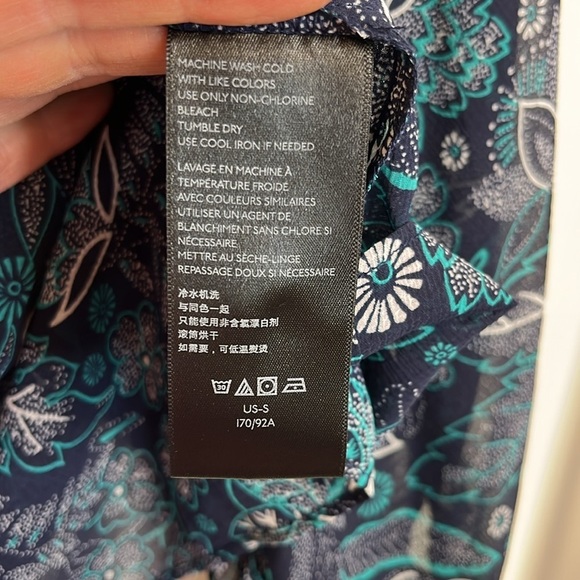 MACHINE WASH COLD
WITH LIKE COLORS
USE ONLY NON-CHLORINE
BLEACH
TUMBLE DRY
USE COOL IRON IF NEEDED
LAVAGE EN MACHINE À
TEMPÉRATURE FROIDE
AVEC COULEURS SIMILAIRES
UTILISER UN AGENT DE
BLANCHIMENT SANS CHLORE SI
NÉCESSAIRE
METTRE AU SÈCHE-LINGE
REPASSAGE DOUX SI NÉCESSAIRE
冷水机洗
与同色一起
只能使用非含氯漂白剂
滚筒烘干
如需要，可低温熨烫
30
US-S
170/92A